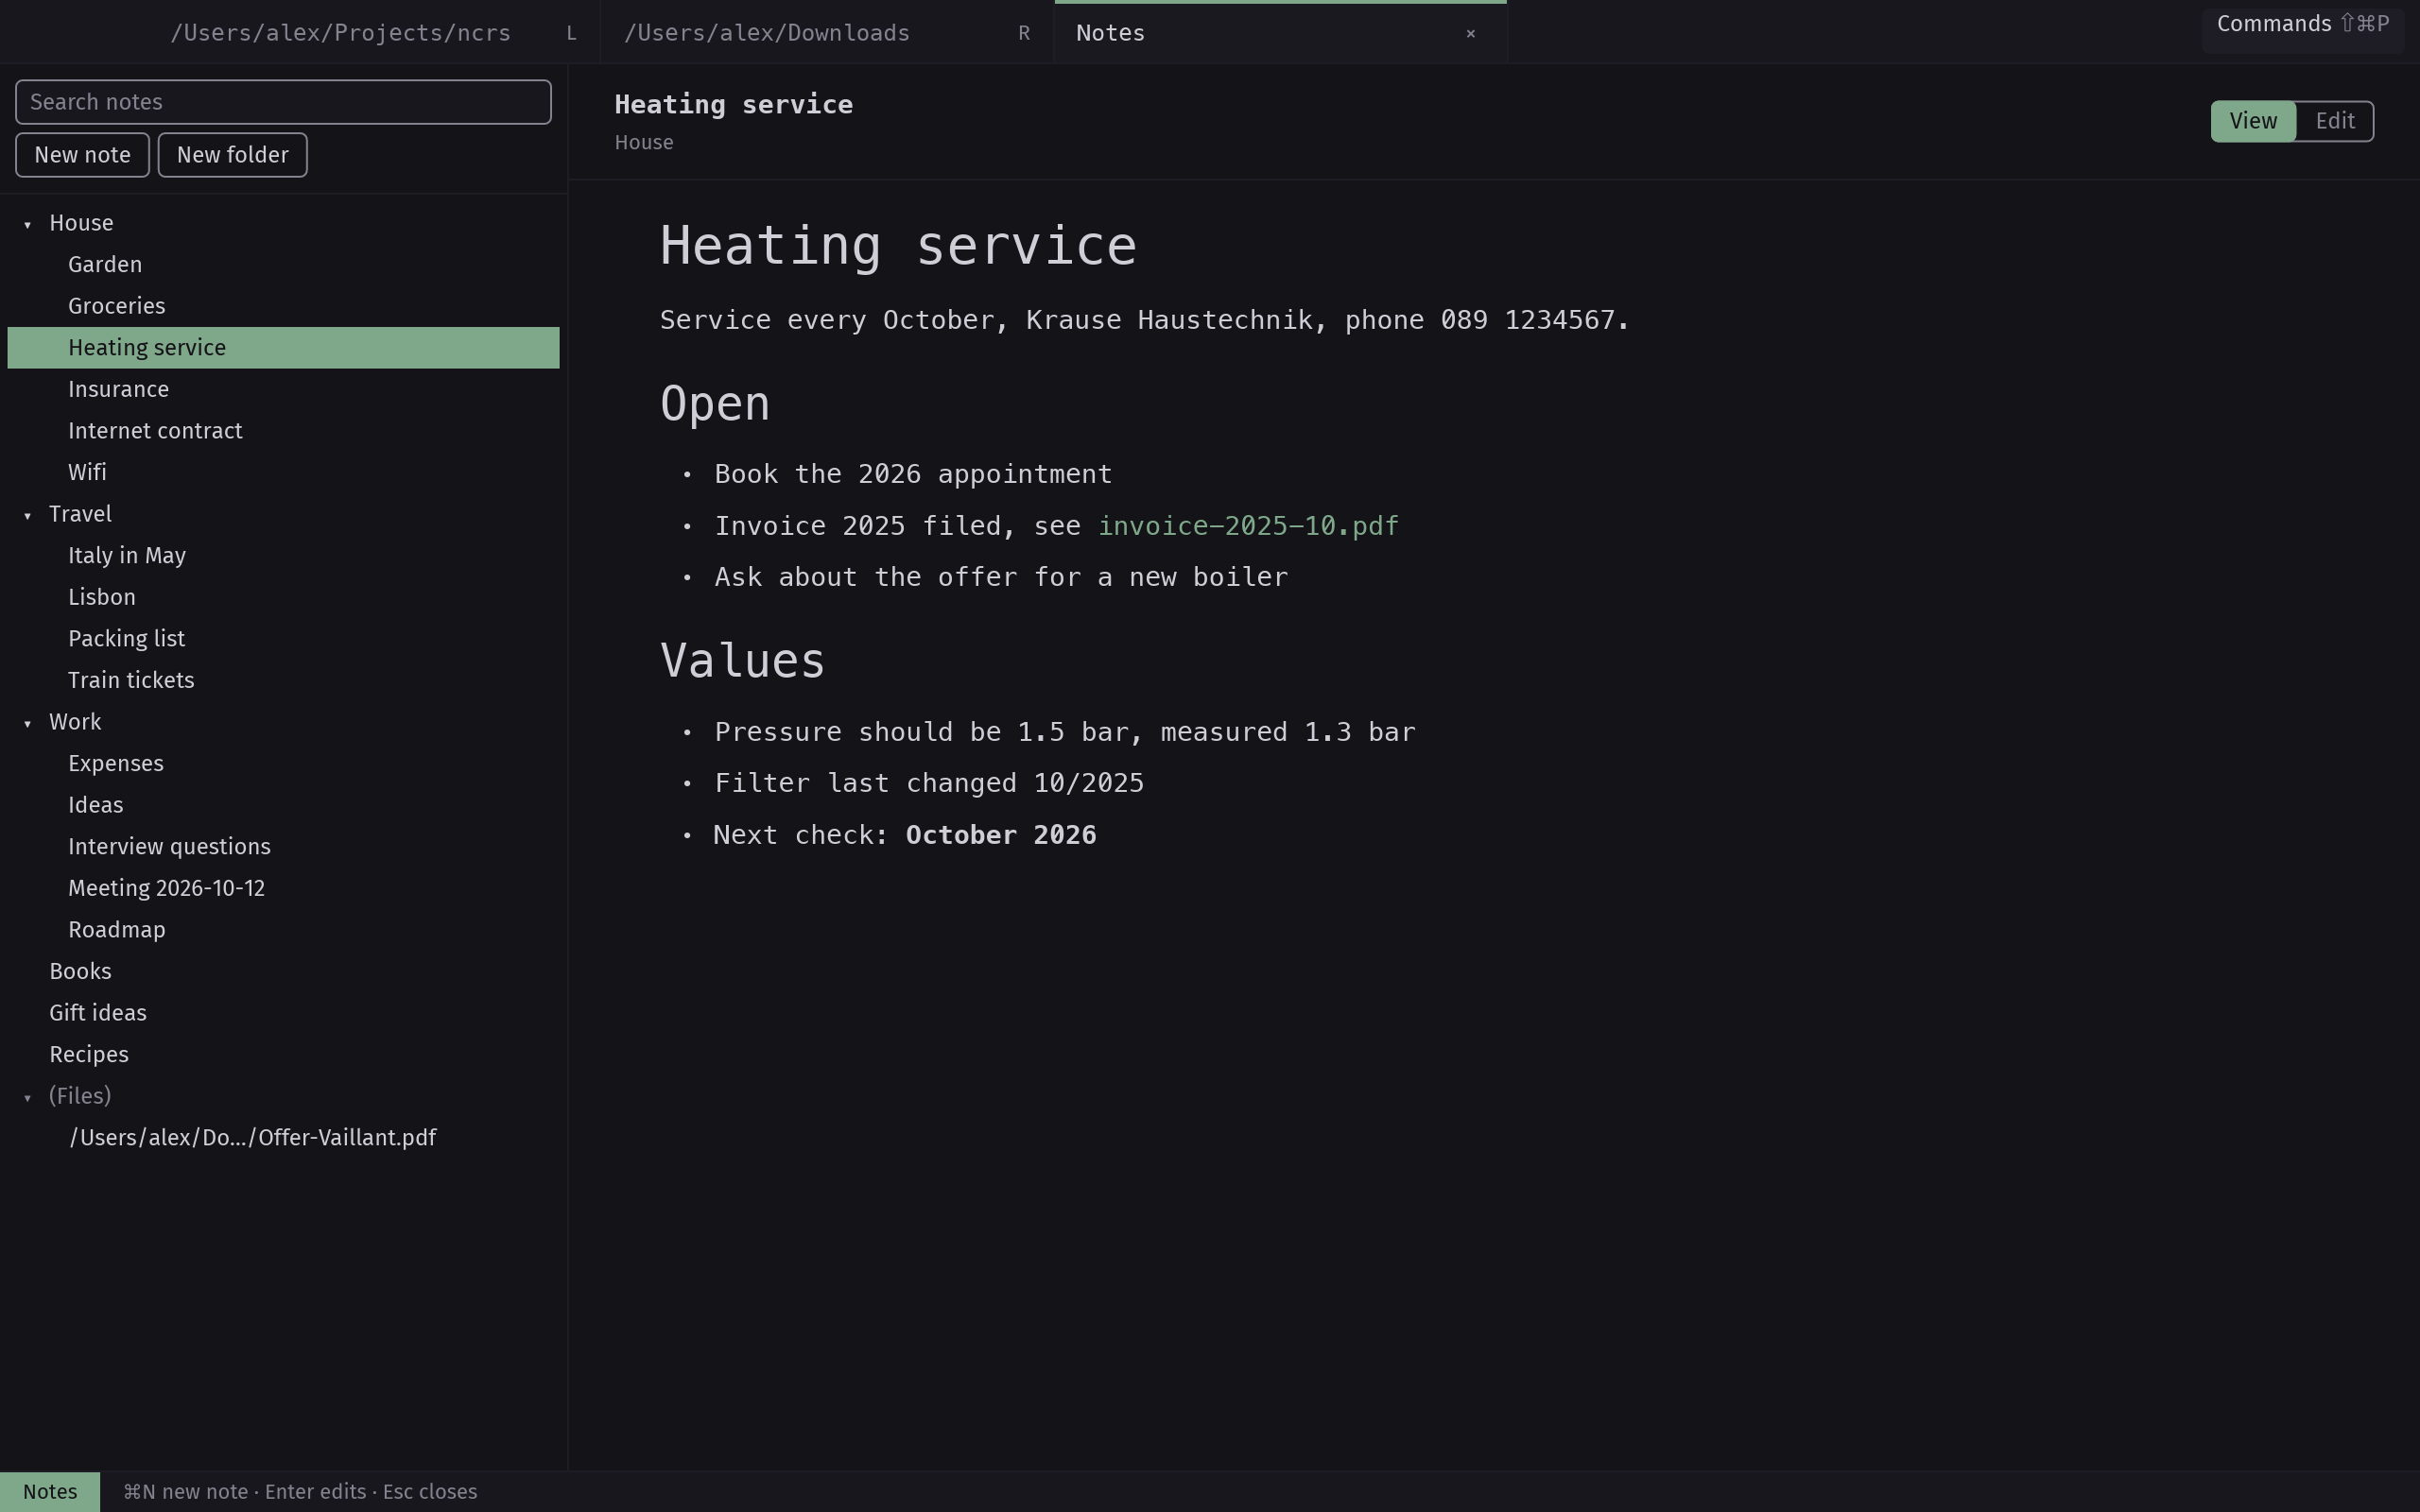 /Users/alex/Projects/ncrs L
/Users/alex/Downloads R
Notes ×
Commands ⇧⌘P
Search notes
New note
New folder
▾ House
Garden
Groceries
Heating service
Insurance
Internet contract
Wifi
▾ Travel
Italy in May
Lisbon
Packing list
Train tickets
▾ Work
Expenses
Ideas
Interview questions
Meeting 2026-10-12
Roadmap
Books
Gift ideas
Recipes
▾ (Files)
/Users/alex/Do…/Offer-Vaillant.pdf
Heating service
House
View
Edit
Heating service
Service every October, Krause Haustechnik, phone 089 1234567.
Open
• Book the 2026 appointment
• Invoice 2025 filed, see invoice-2025-10.pdf
• Ask about the offer for a new boiler
Values
• Pressure should be 1.5 bar, measured 1.3 bar
• Filter last changed 10/2025
• Next check: October 2026
Notes
⌘N new note · Enter edits · Esc closes